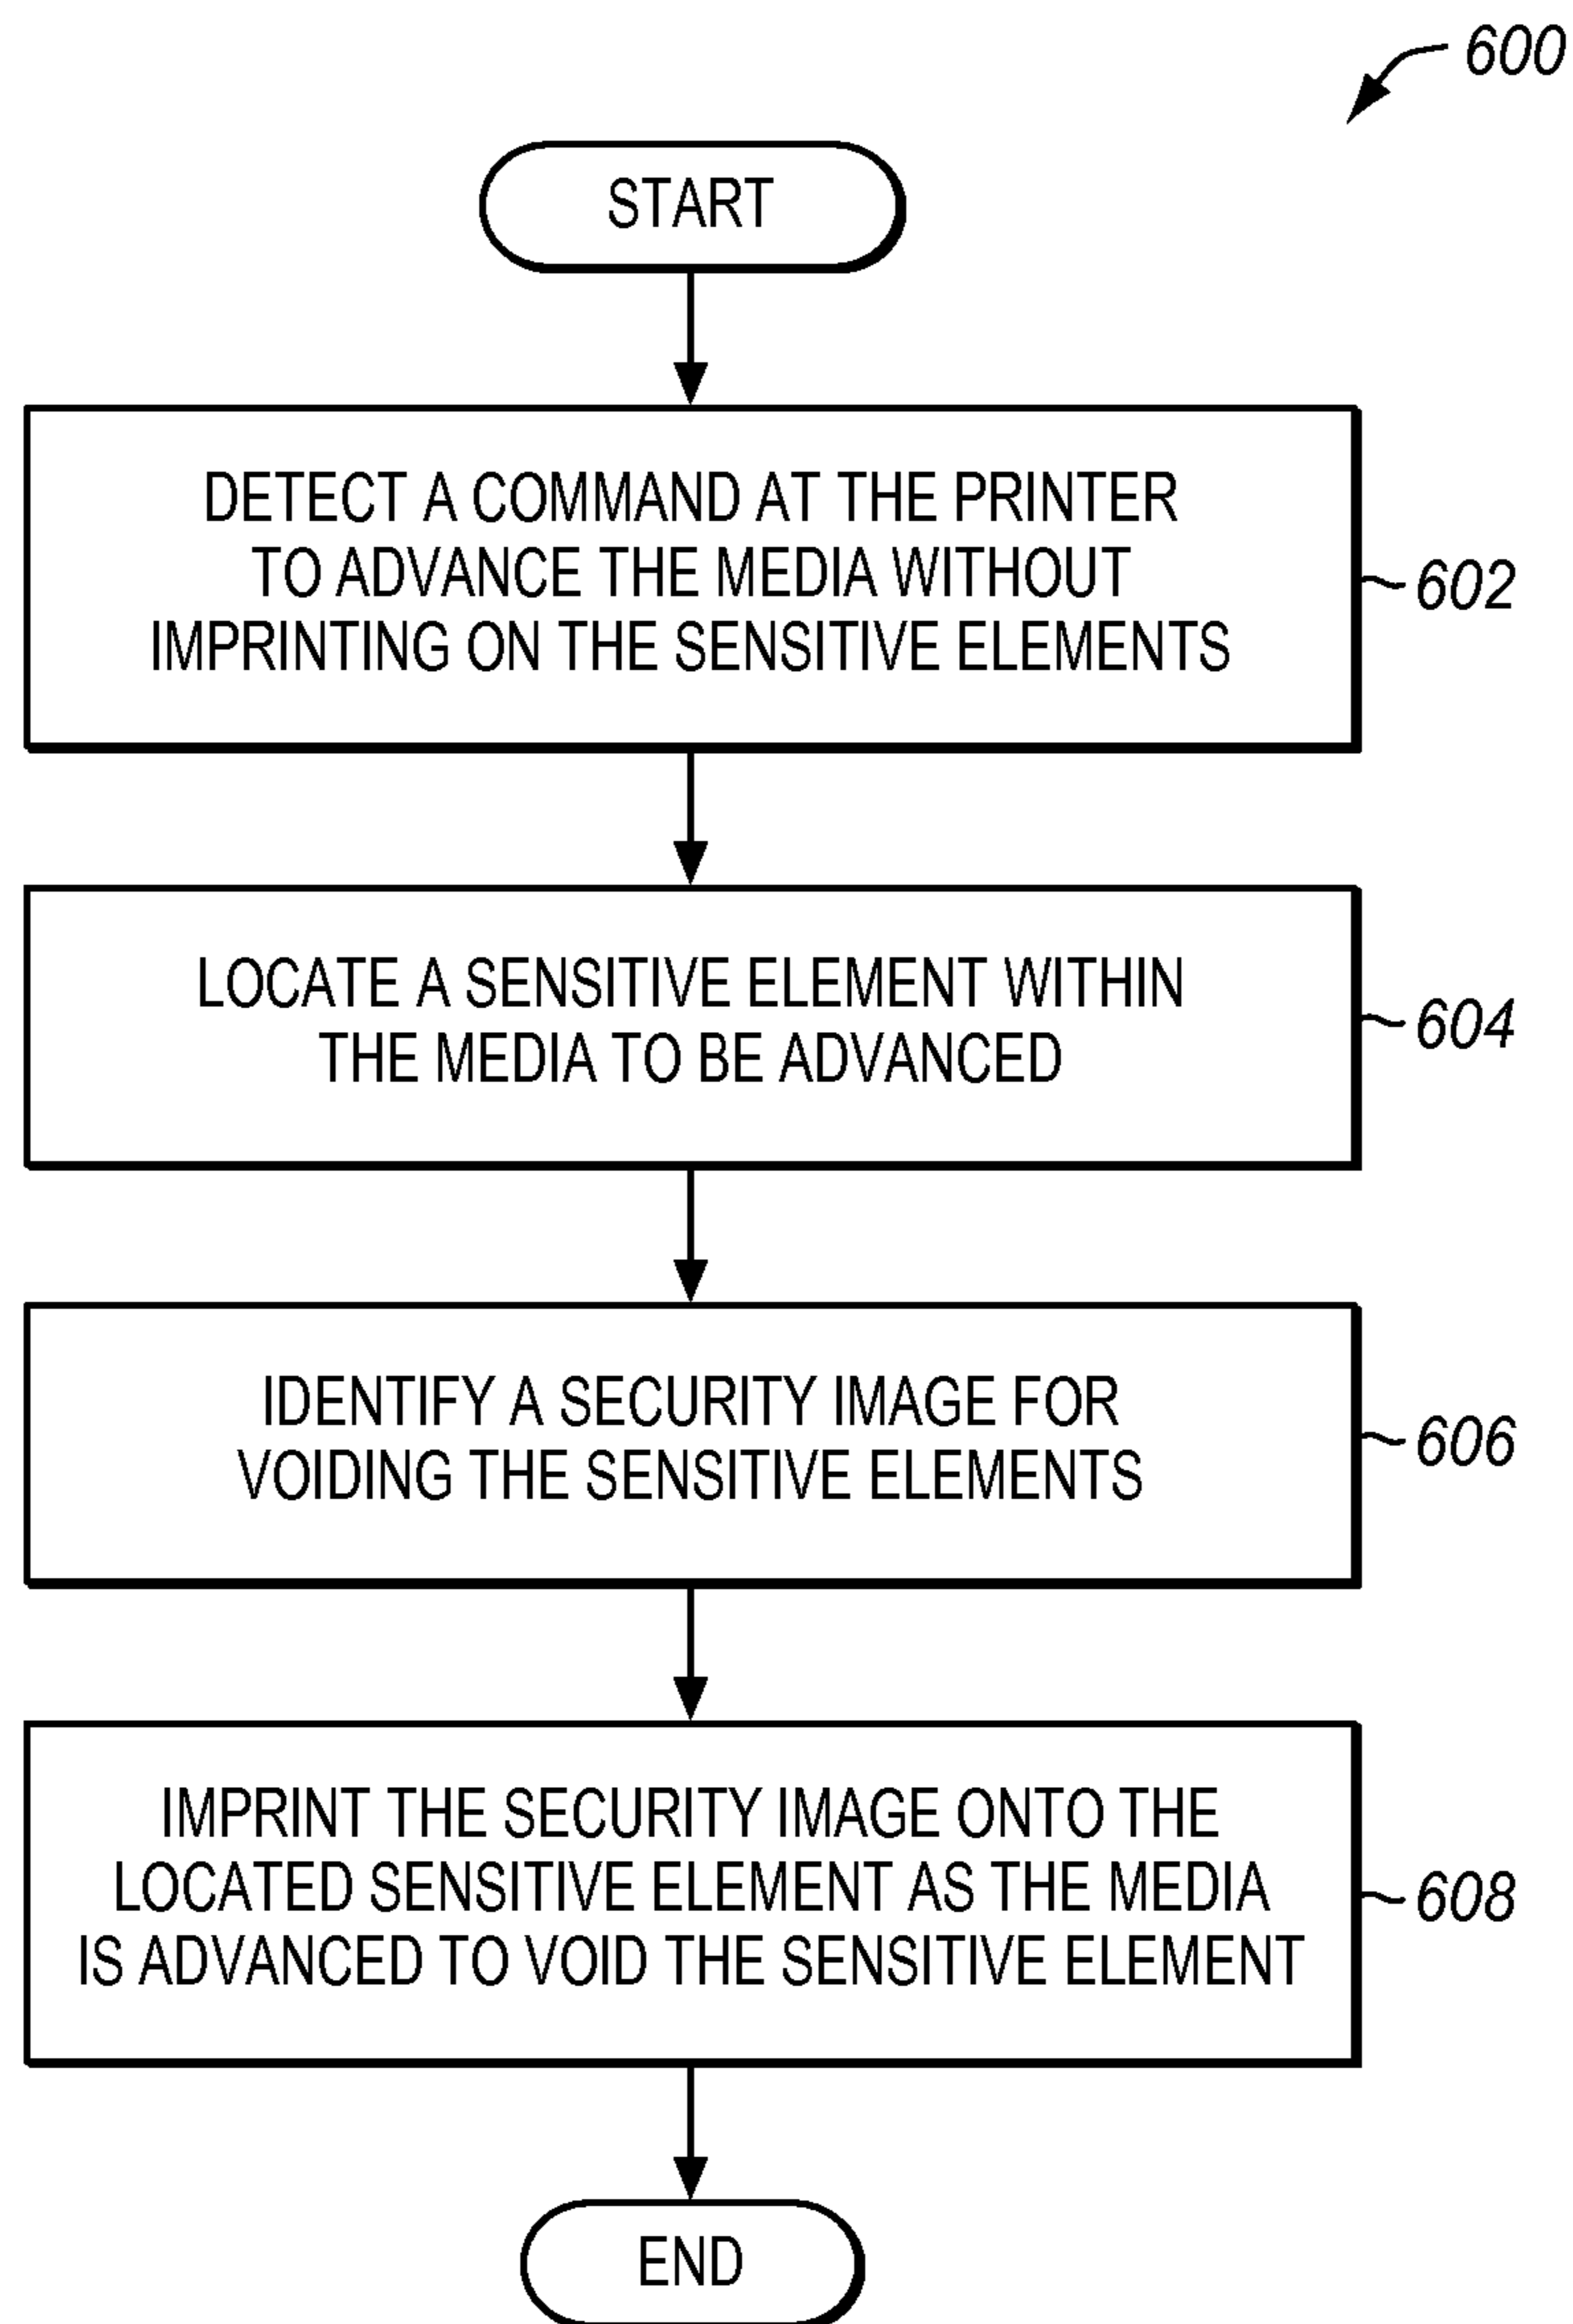 600
START
DETECT A COMMAND AT THE PRINTER
TO ADVANCE THE MEDIA WITHOUT
IMPRINTING ON THE SENSITIVE ELEMENTS
602
LOCATE A SENSITIVE ELEMENT WITHIN
THE MEDIA TO BE ADVANCED
604
IDENTIFY A SECURITY IMAGE FOR
VOIDING THE SENSITIVE ELEMENTS
606
IMPRINT THE SECURITY IMAGE ONTO THE
LOCATED SENSITIVE ELEMENT AS THE MEDIA
IS ADVANCED TO VOID THE SENSITIVE ELEMENT
608
END